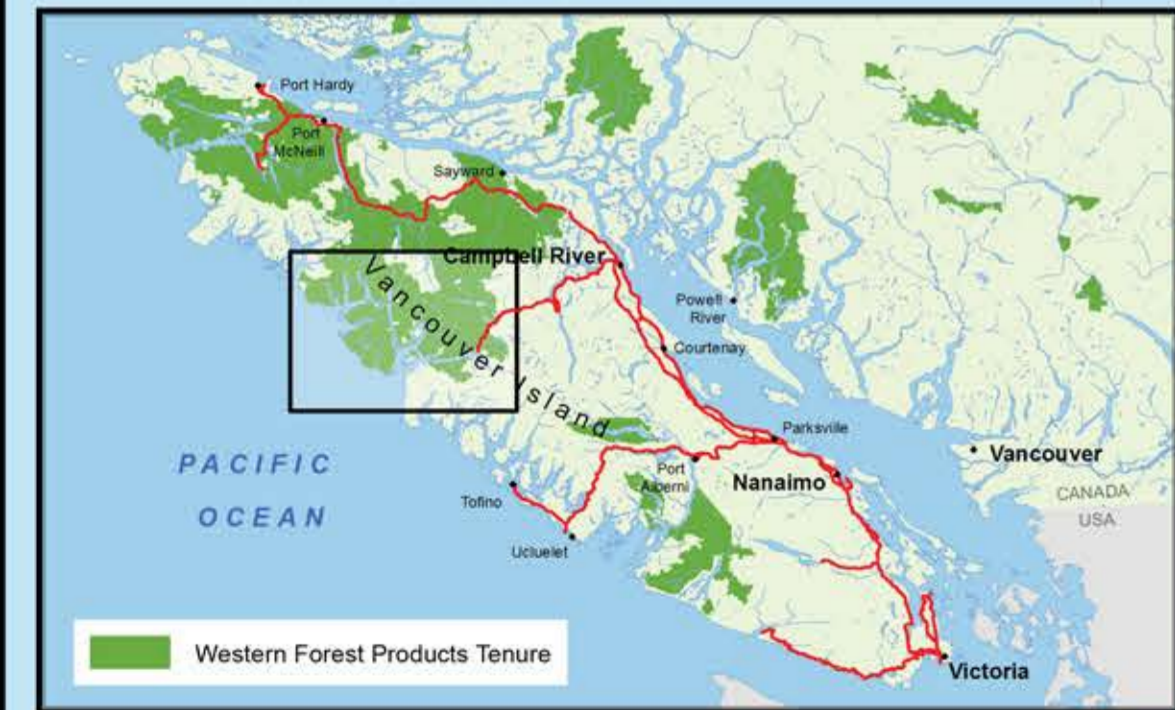 Port Hardy
Port
McNeill
Sayward
Campbell River
Vancouver Island
Powell
River
Courtenay
Parksville
PACIFIC
OCEAN
Vancouver
Port
Alberni
Nanaimo
Tofino
CANADA
USA
Ucluelet
Western Forest Products Tenure
Victoria